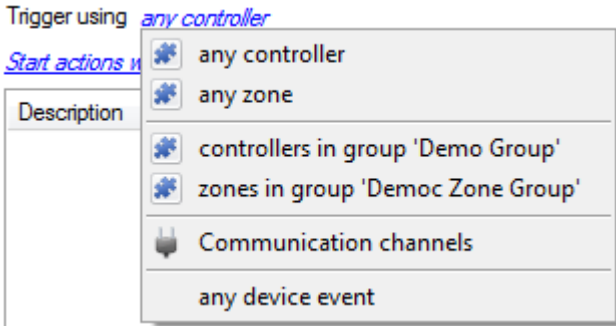 Trigger using any controller
Start actions w
any controller
any zone
Description
controllers in group 'Demo Group'
zones in group 'Democ Zone Group'
Communication channels
any device event